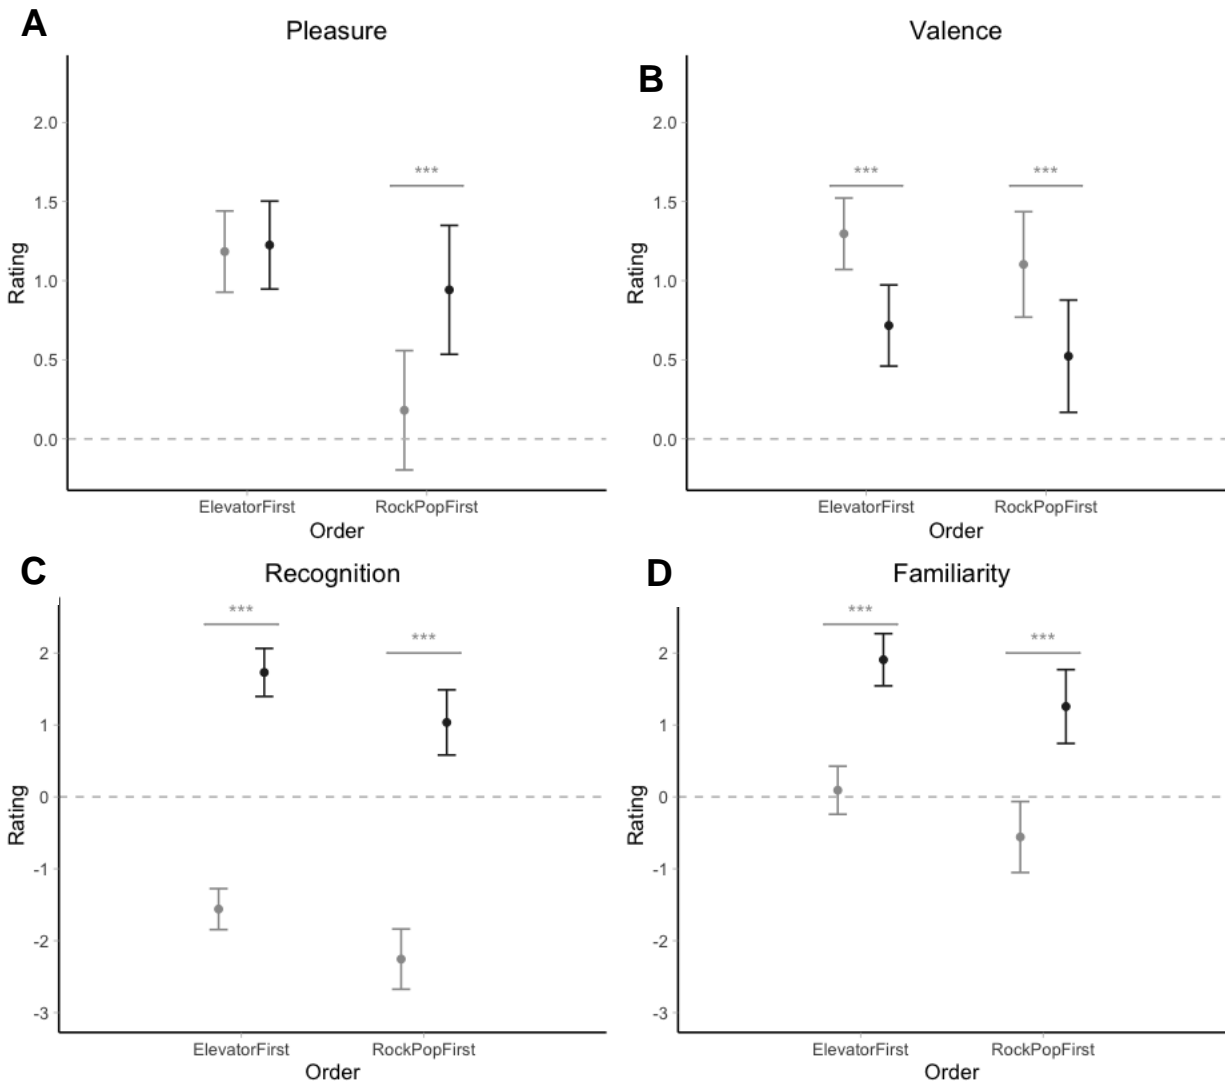 A
Pleasure
2.0
1.5
1.0
0.5
0.0
Rating
***
ElevatorFirst
RockPopFirst
Order
B
Valence
2.0
1.5
1.0
0.5
0.0
Rating
***
***
ElevatorFirst
RockPopFirst
Order
C
Recognition
2
1
0
-1
-2
-3
Rating
***
***
ElevatorFirst
RockPopFirst
Order
D
Familiarity
2
1
0
-1
-2
-3
Rating
***
***
ElevatorFirst
RockPopFirst
Order